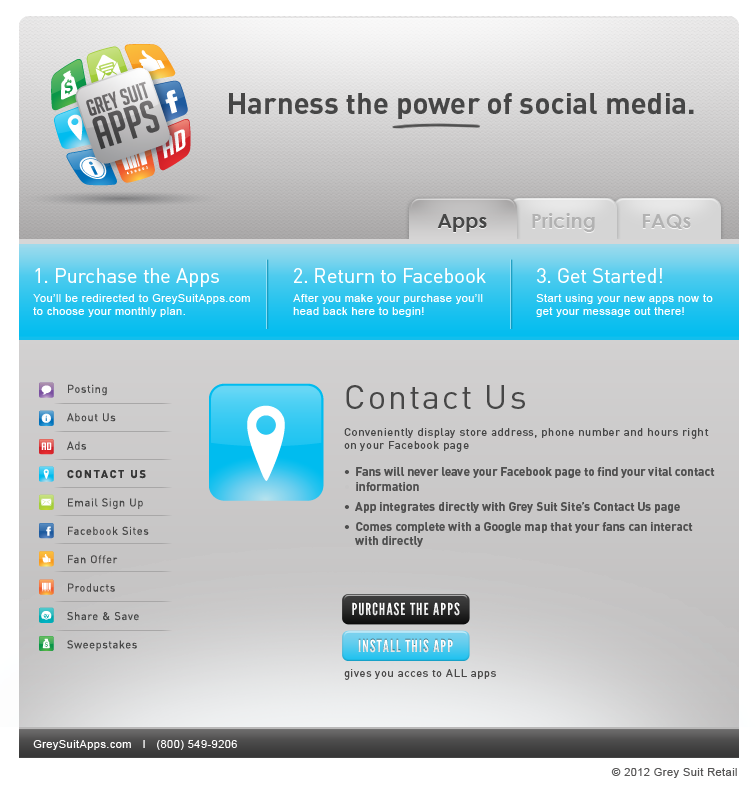 GREY SUIT
APPS
AD
Harness the power of social media.
Apps
Pricing
FAQs
1. Purchase the Apps
You'll be redirected to GreySuitApps.com
to choose your monthly plan.
2. Return to Facebook
After you make your purchase you'll
head back here to begin!
3. Get Started!
Start using your new apps now to
get your message out there!
Posting
About Us
AD Ads
CONTACT US
Email Sign Up
Facebook Sites
Fan Offer
Products
Share & Save
Sweepstakes
Contact Us
Conveniently display store address, phone number and hours right
on your Facebook page
• Fans will never leave your Facebook page to find your vital contact
information
• App integrates directly with Grey Suit Site's Contact Us page
• Comes complete with a Google map that your fans can interact
with directly
PURCHASE THE APPS
INSTALL THIS APP
gives you acces to ALL apps
GreySuitApps.com I (800) 549-9206
© 2012 Grey Suit Retail